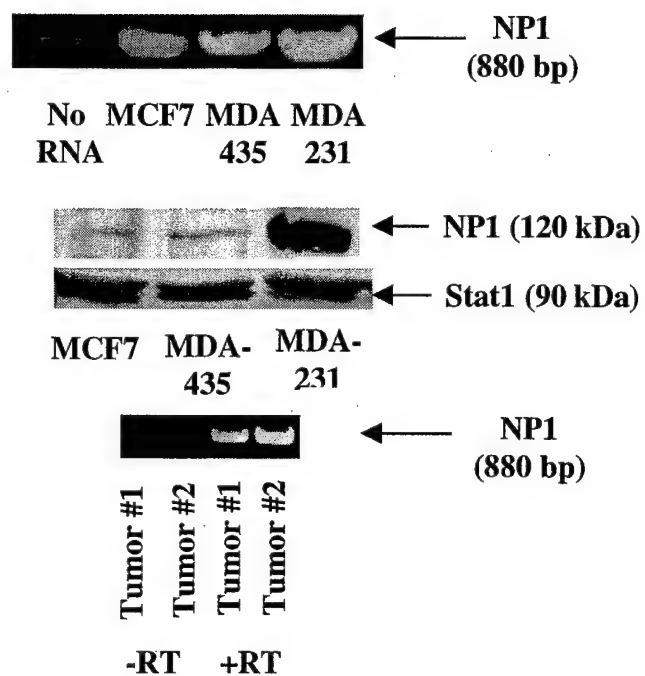 NP1
(880 bp)
No MCF7 MDA MDA
RNA 435 231
NP1 (120 kDa)
Stat1 (90 kDa)
MCF7 MDA- MDA-
435 231
NP1
(880 bp)
Tumor #1
Tumor #2
Tumor #1
Tumor #2
-RT +RT